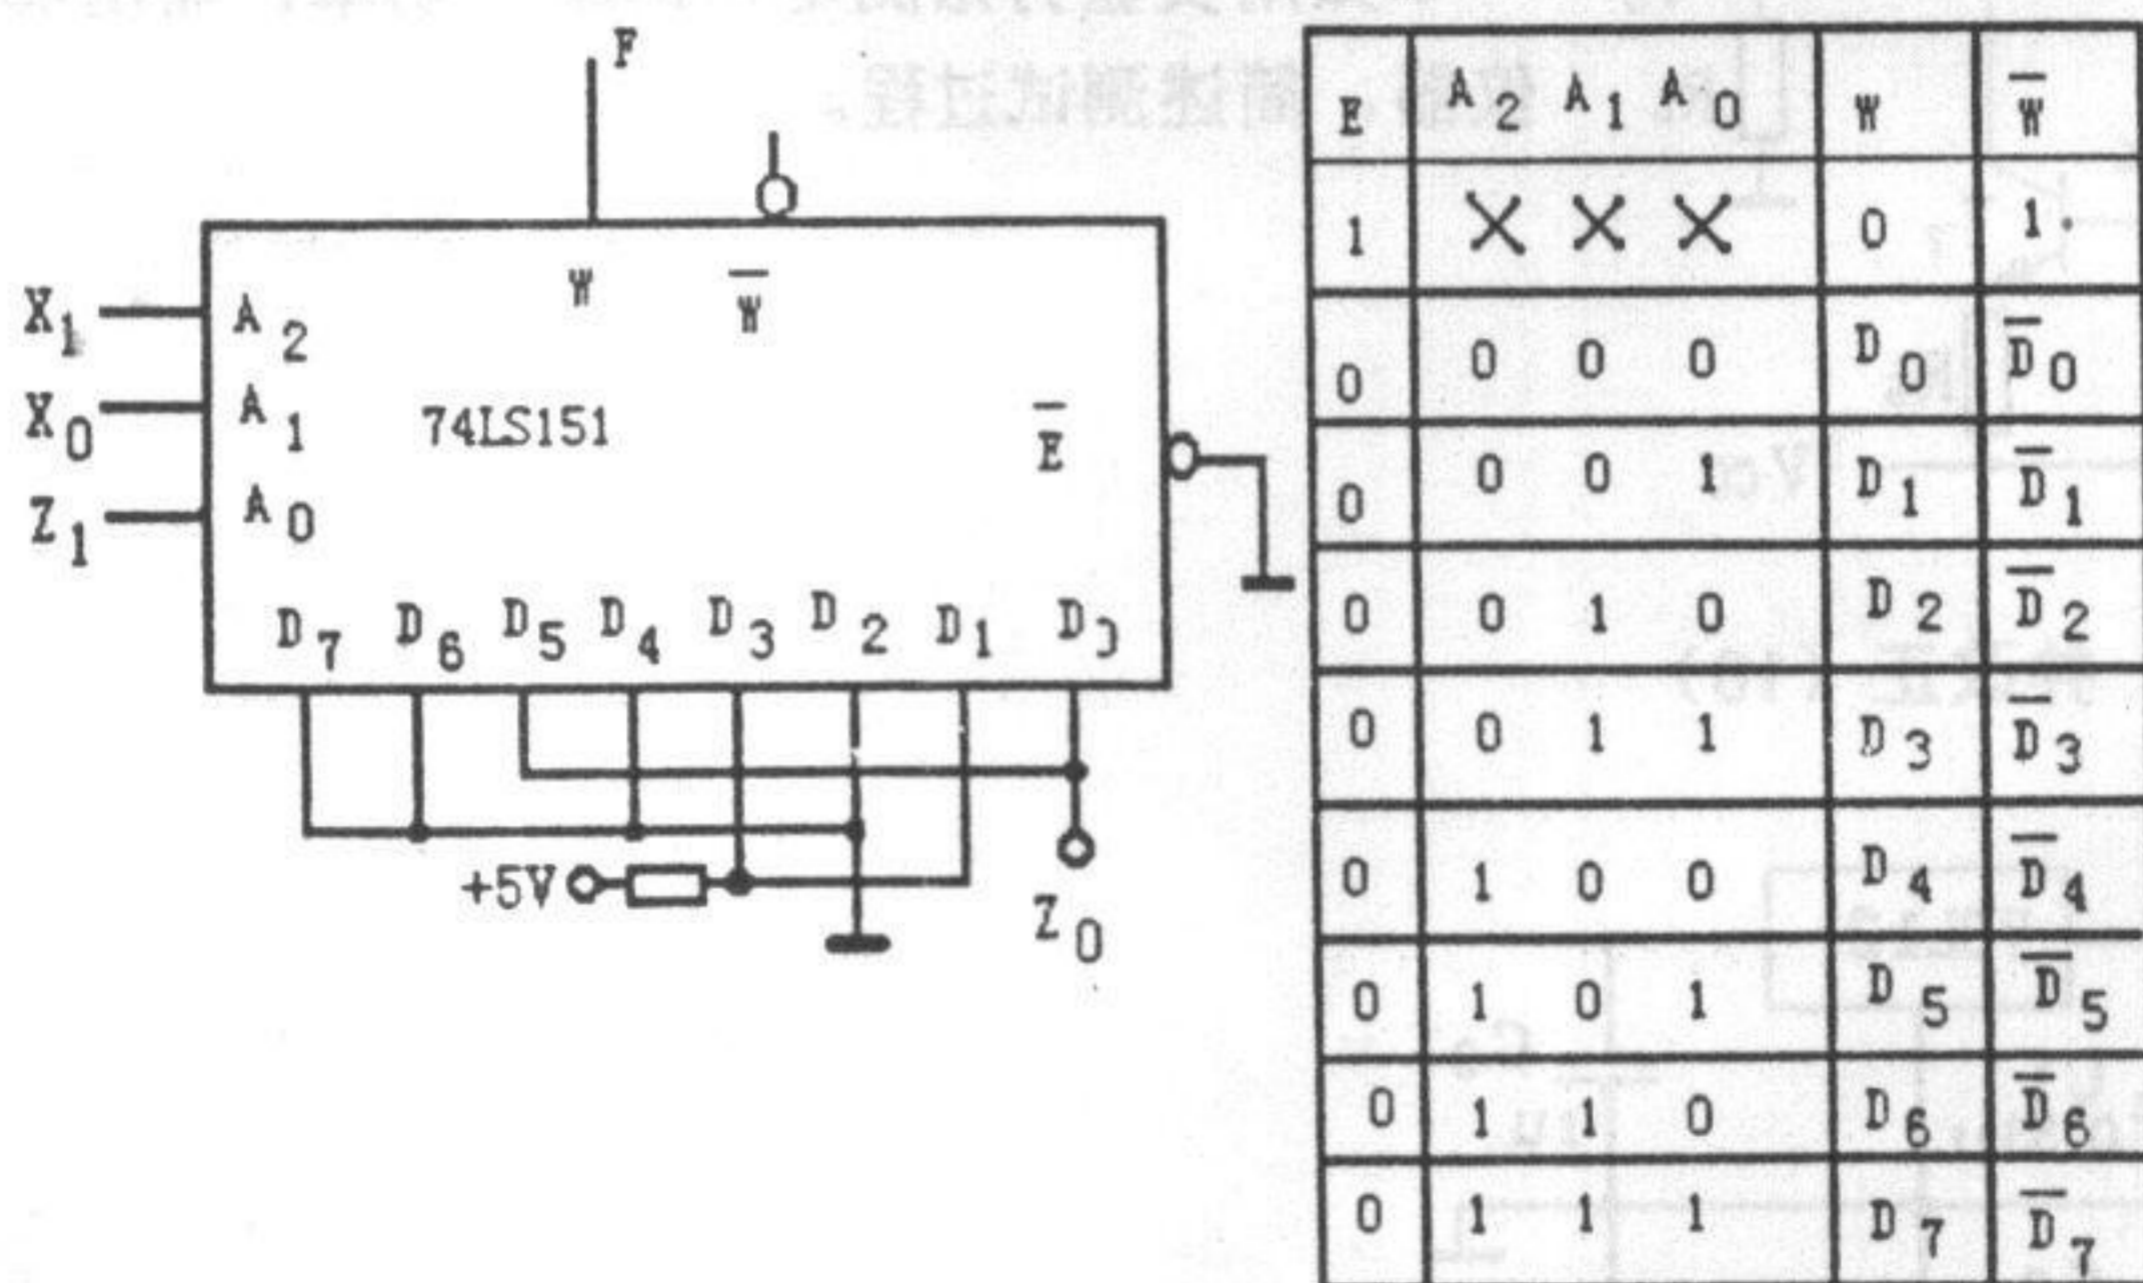 F
W W̅
X1 A2
X0 A1 74LS151 E̅
Z1 A0
D7 D6 D5 D4 D3 D2 D1 D0
+5V
Z0
E A2 A1 A0 W W̅
1 × × × 0 1
0 0 0 0 D0 D̅0
0 0 0 1 D1 D̅1
0 0 1 0 D2 D̅2
0 0 1 1 D3 D̅3
0 1 0 0 D4 D̅4
0 1 0 1 D5 D̅5
0 1 1 0 D6 D̅6
0 1 1 1 D7 D̅7